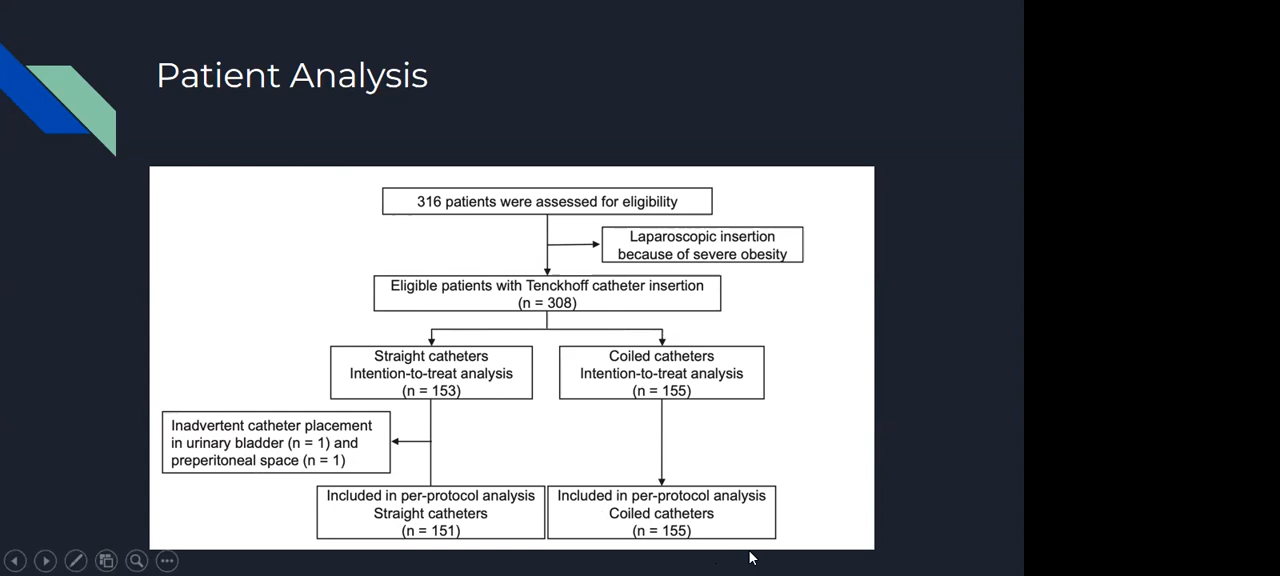 Patient Analysis
316 patients were assessed for eligibility
Laparoscopic insertion
because of severe obesity
Eligible patients with Tenckhoff catheter insertion
(n = 308)
Straight catheters
Intention-to-treat analysis
(n = 153)
Coiled catheters
Intention-to-treat analysis
(n = 155)
Inadvertent catheter placement
in urinary bladder (n = 1) and
preperitoneal space (n = 1)
Included in per-protocol analysis
Straight catheters
(n = 151)
Included in per-protocol analysis
Coiled catheters
(n = 155)